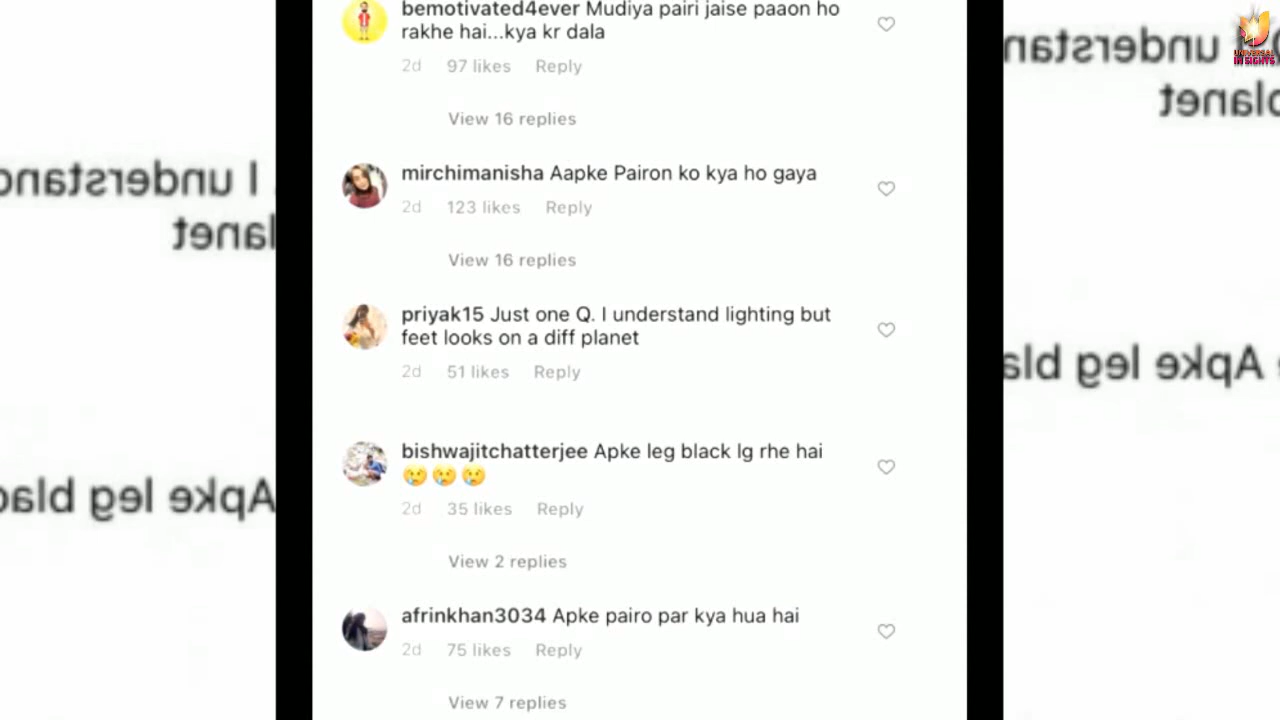 bemotivated4ever Mudiya pairi jaise paaon ho
rakhe hai...kya kr dala
2d 97 likes Reply
View 16 replies
mirchimanisha Aapke Pairon ko kya ho gaya
2d 123 likes Reply
View 16 replies
priyak15 Just one Q. I understand lighting but
feet looks on a diff planet
2d 51 likes Reply
bishwajitchatterjee Apke leg black lg rhe hai
😢😢😢
2d 35 likes Reply
View 2 replies
afrinkhan3034 Apke pairo par kya hua hai
2d 75 likes Reply
View 7 replies
UNIVERSAL
INSIGHTS